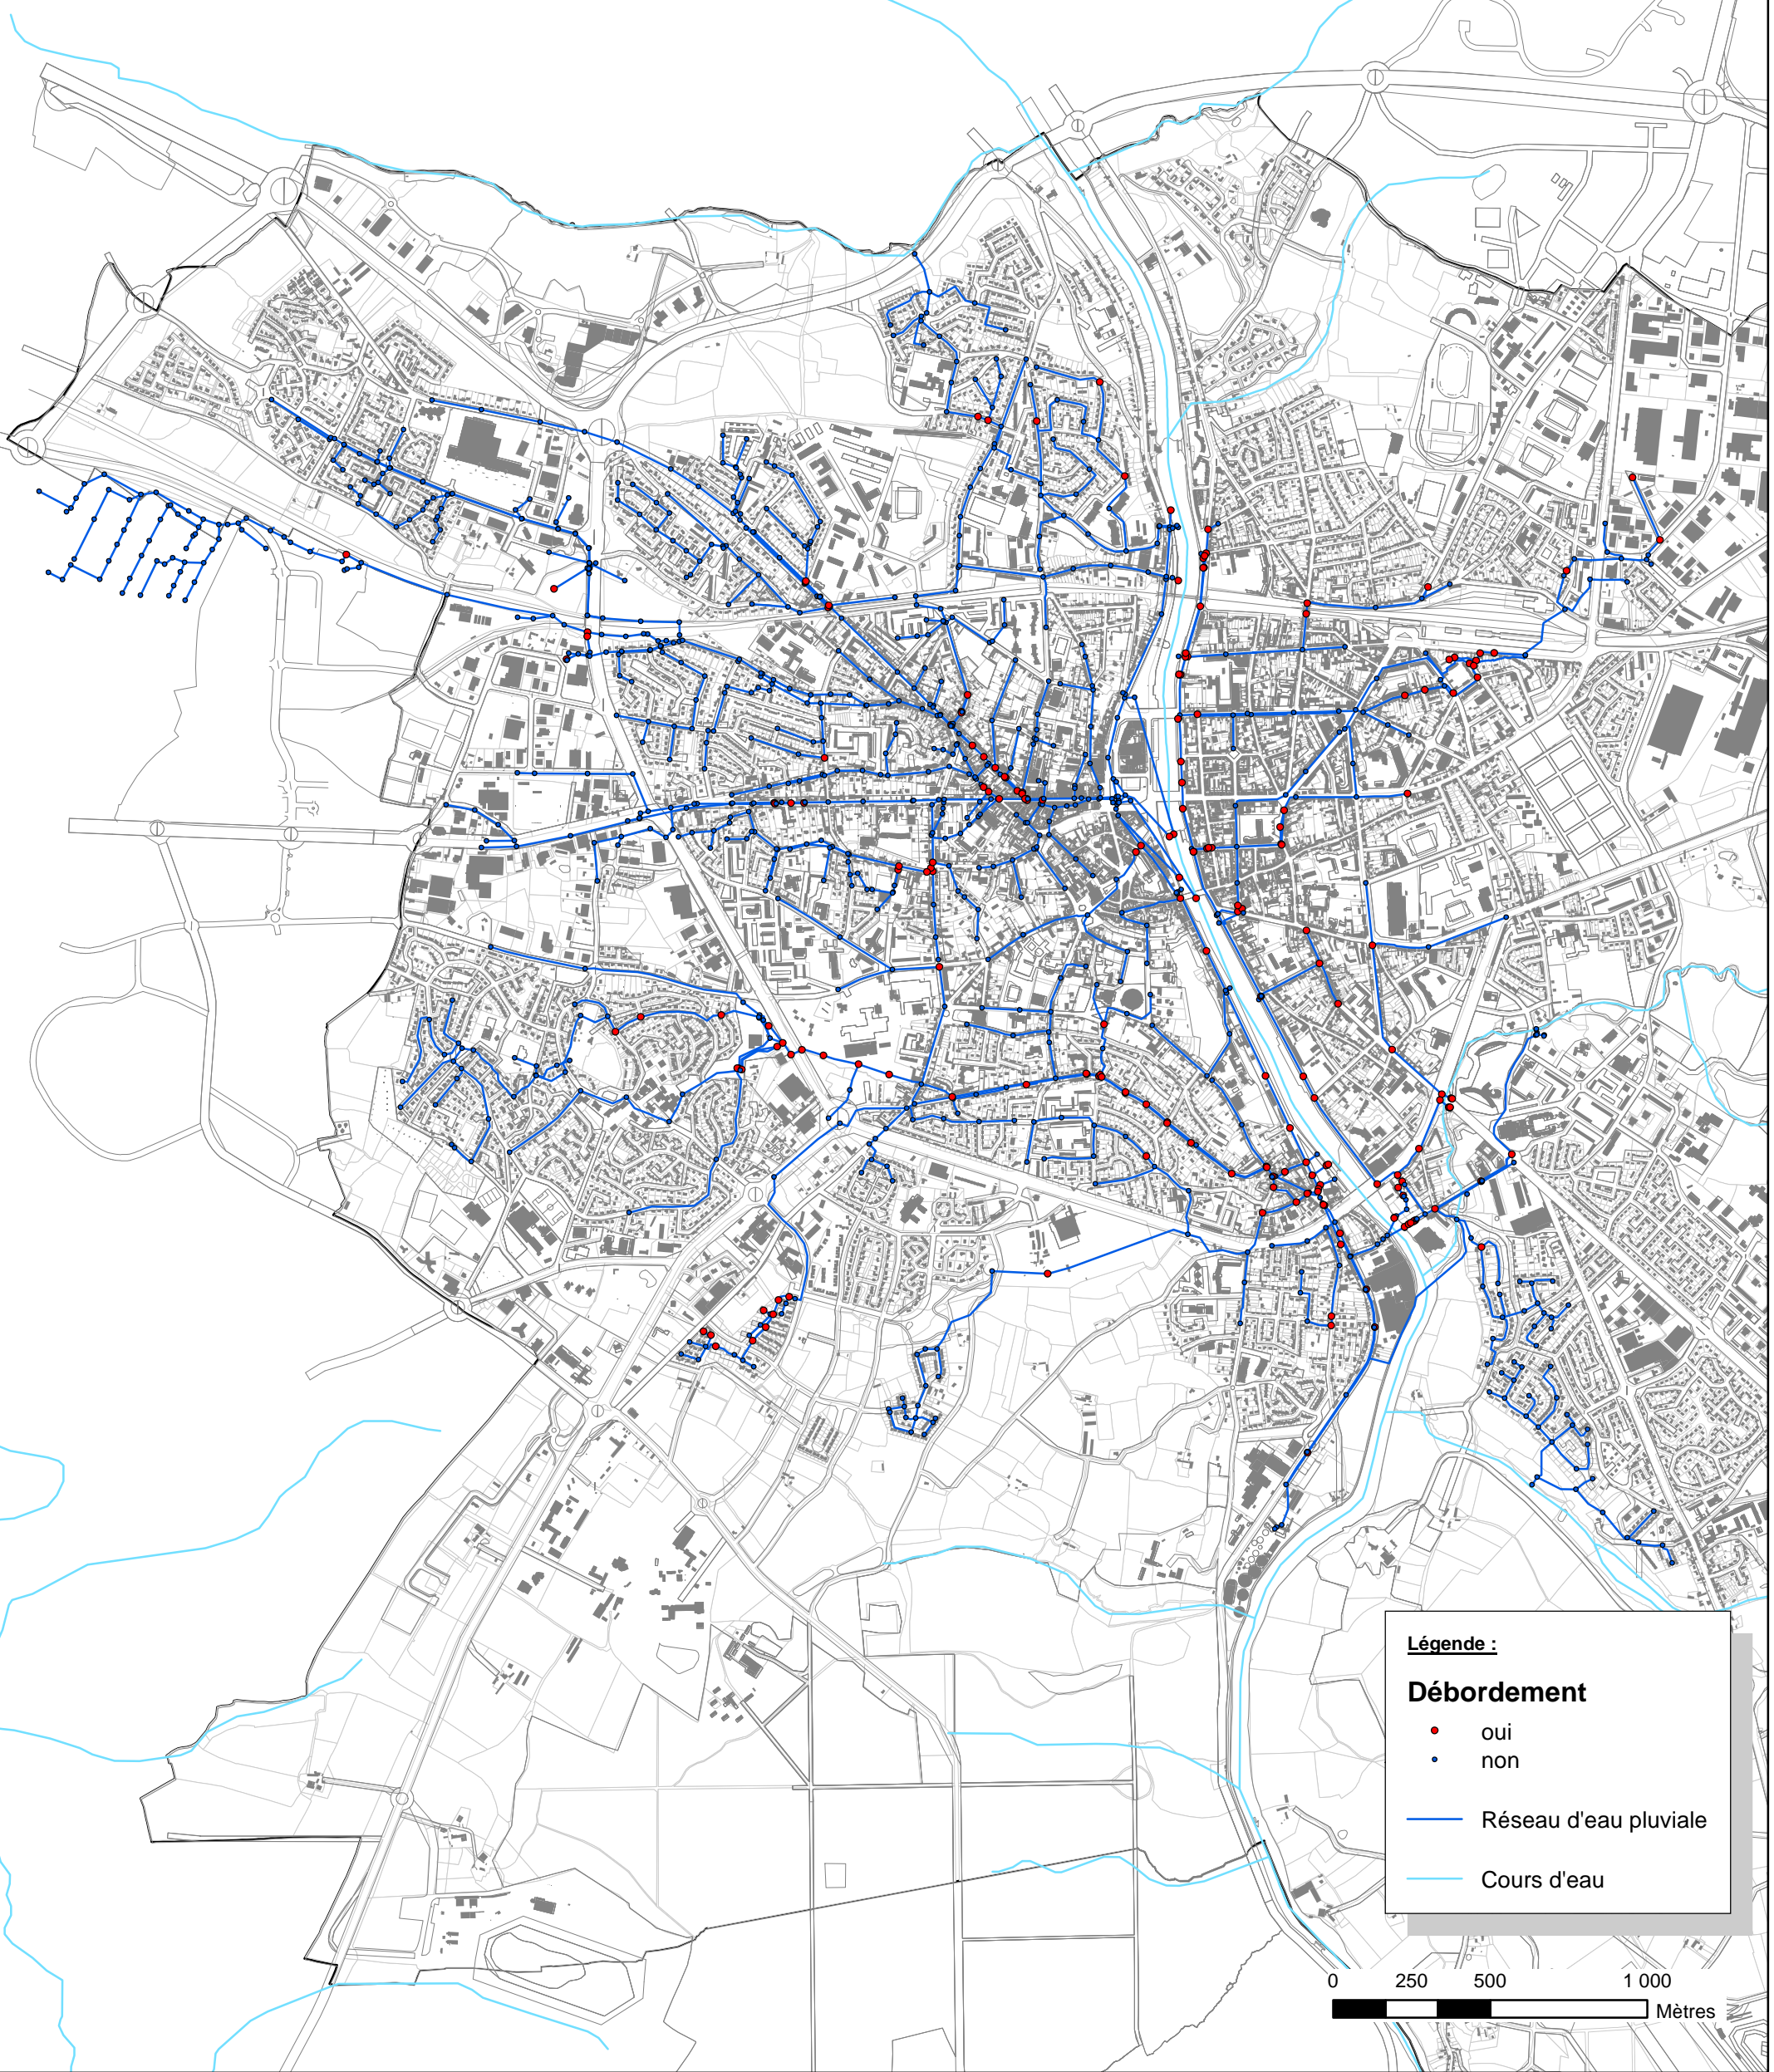 Légende :
Débordement
oui
non
Réseau d'eau pluviale
Cours d'eau
0 250 500 1 000
Mètres